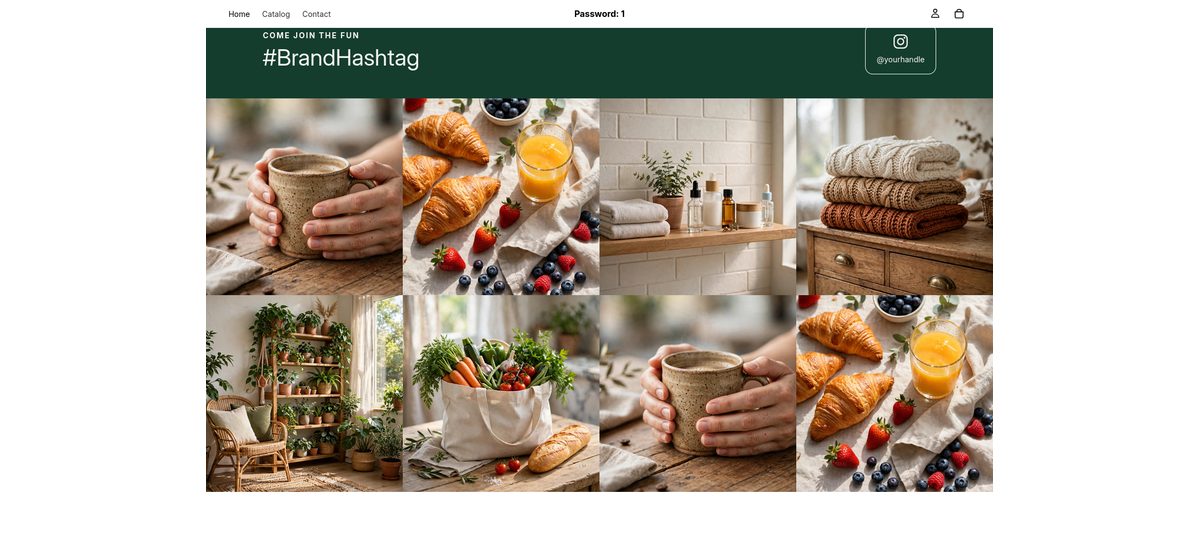 Home Catalog Contact
Password: 1
COME JOIN THE FUN
#BrandHashtag
@yourhandle